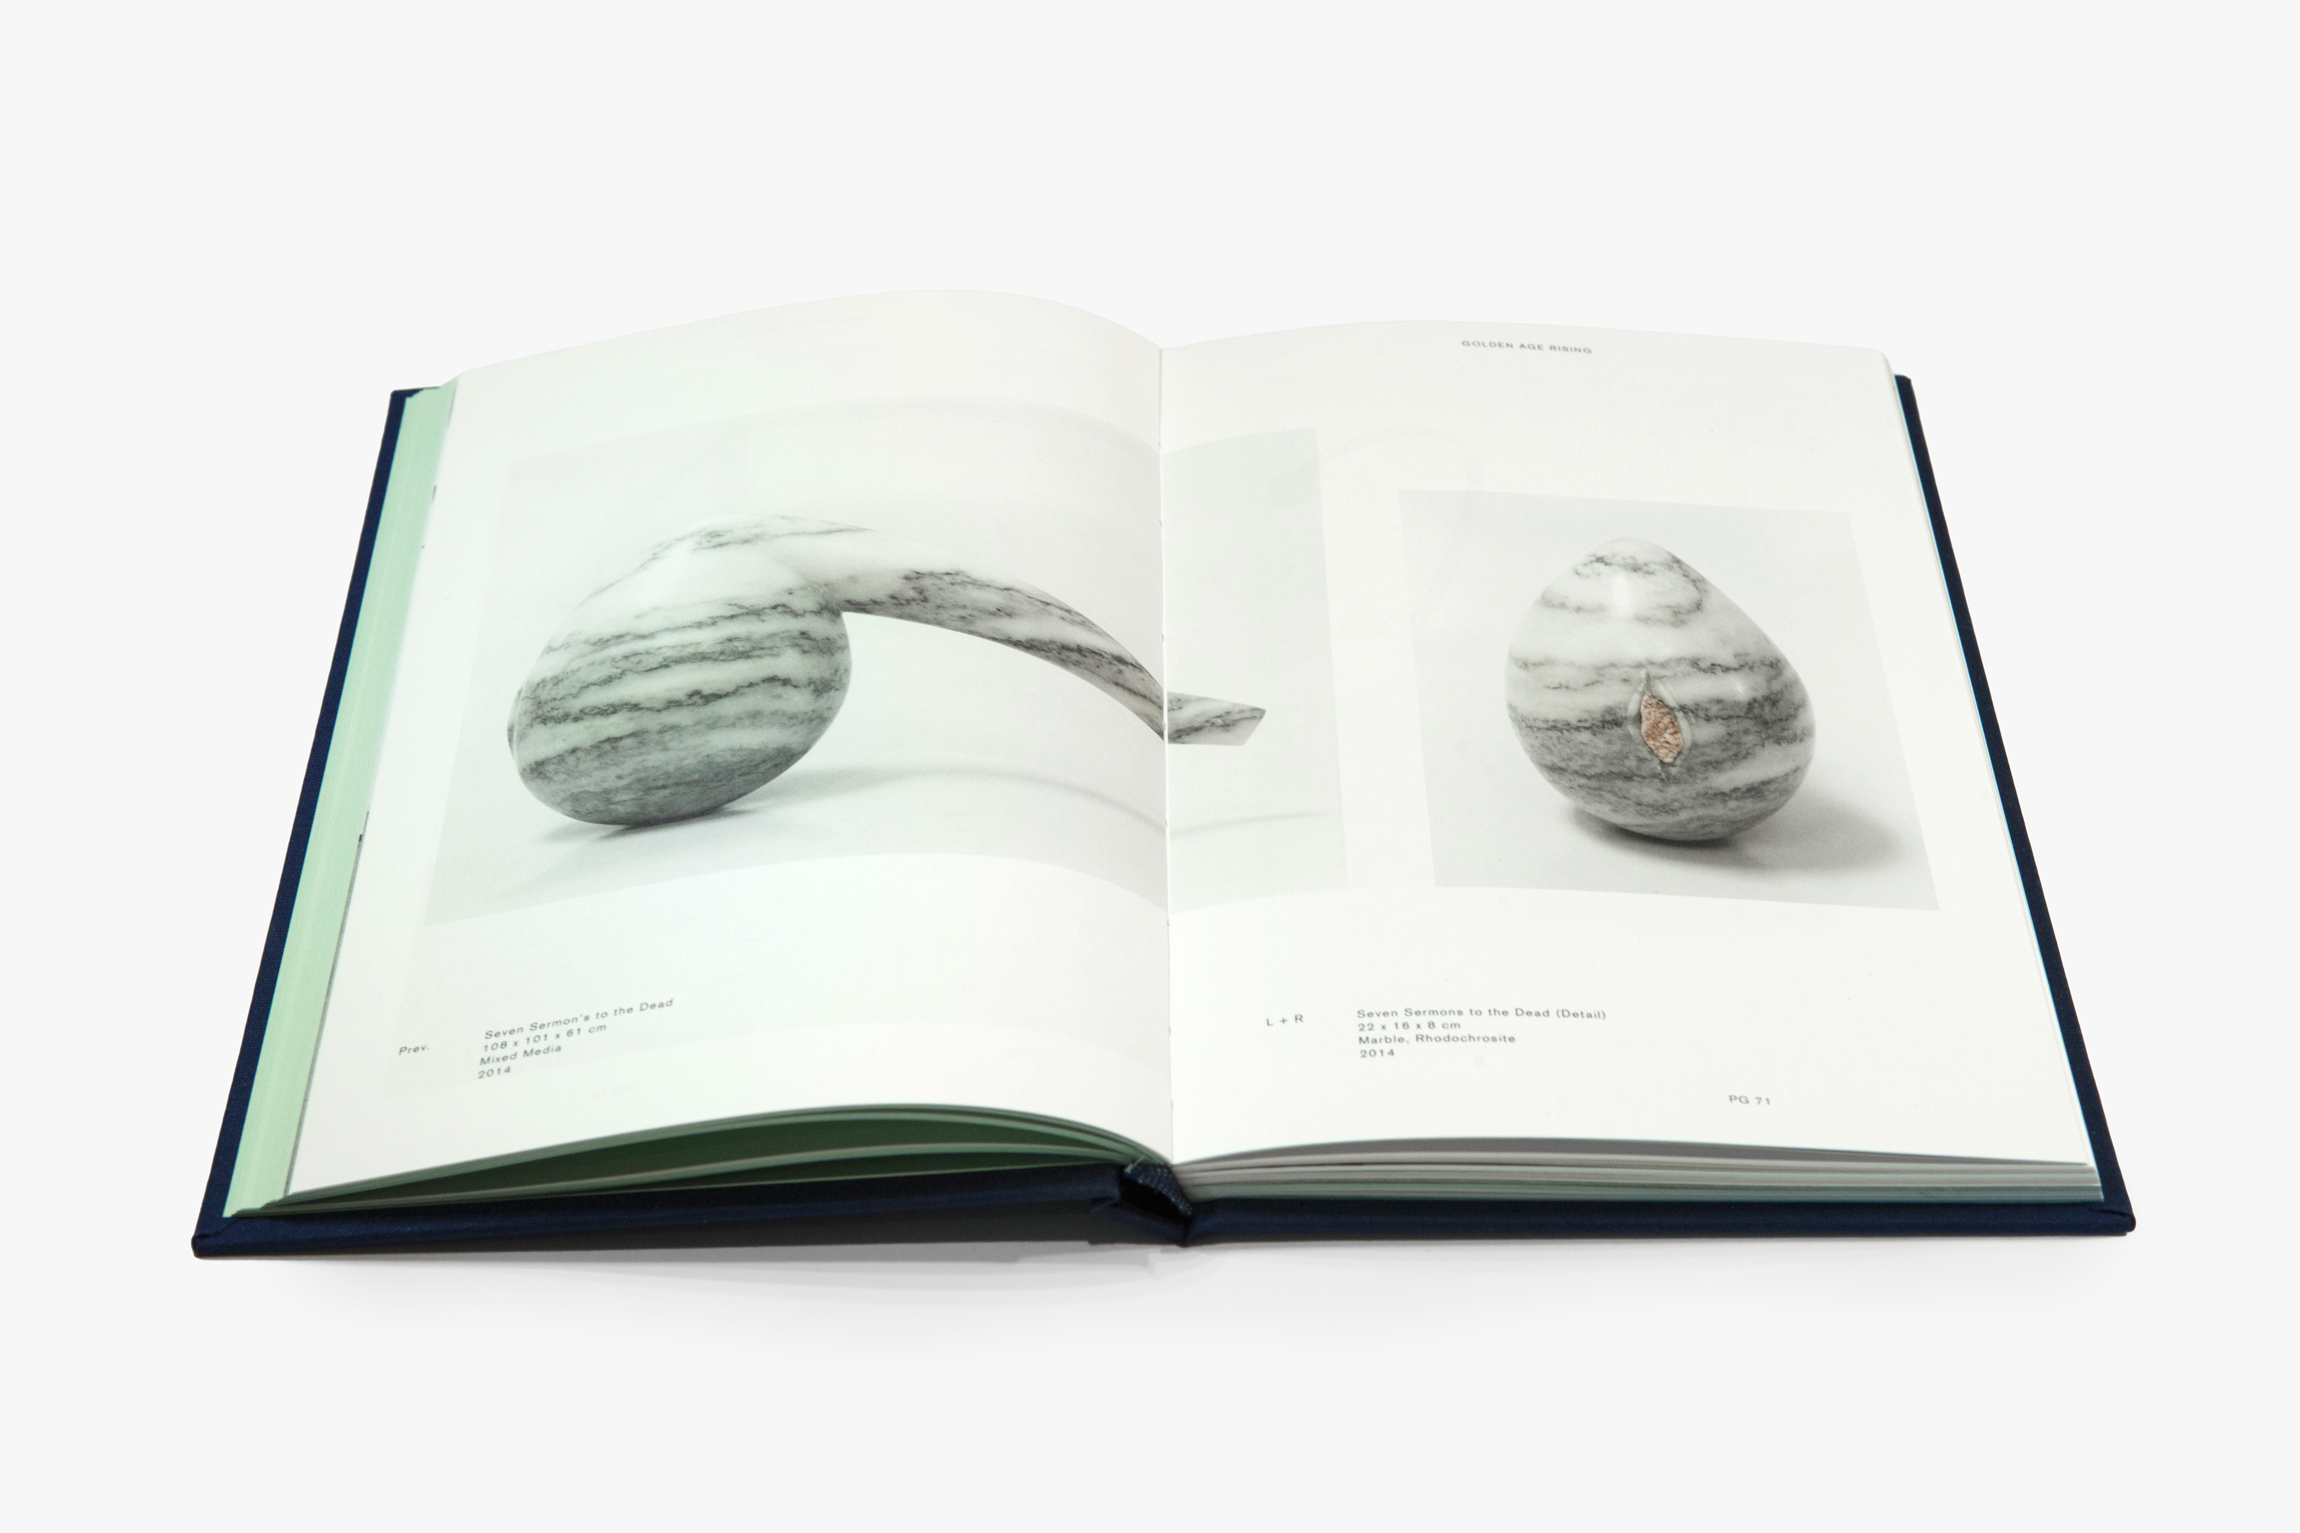 GOLDEN AGE RISING
Prev.
Seven Sermon's to the Dead
108 x 101 x 61 cm
Mixed Media
2014
L + R
Seven Sermons to the Dead (Detail)
22 x 16 x 8 cm
Marble, Rhodochrosite
2014
PG 71